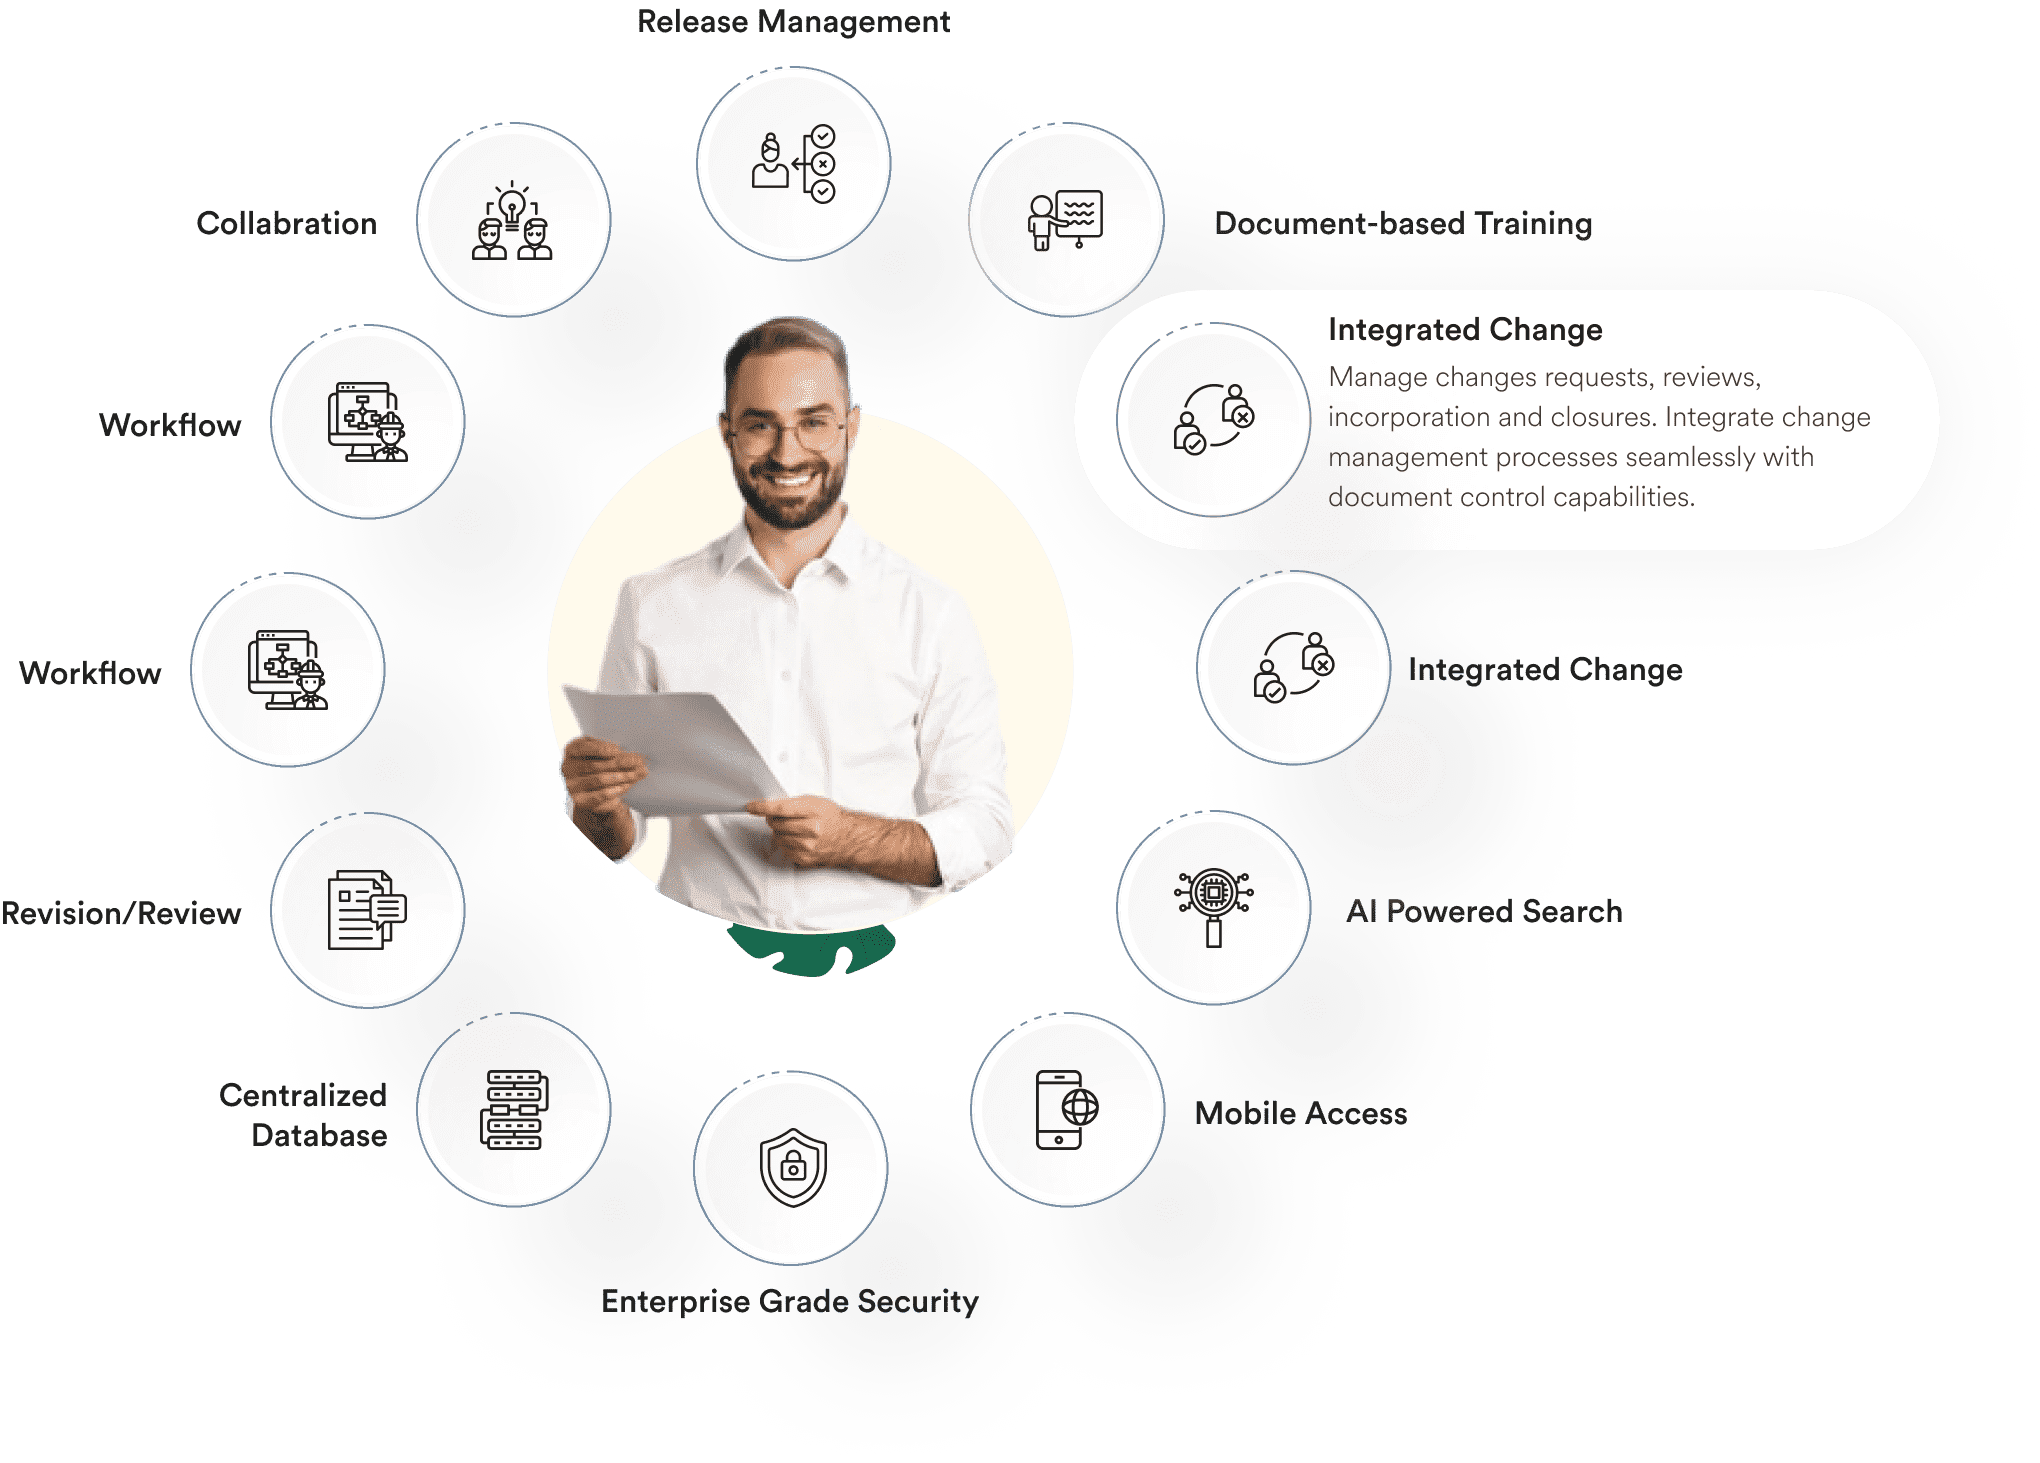 Release Management
Collabration
Document-based Training
Integrated Change
Manage changes requests, reviews,
incorporation and closures. Integrate change
management processes seamlessly with
document control capabilities.
Workflow
Workflow
Integrated Change
Revision/Review
AI Powered Search
Centralized
Database
Mobile Access
Enterprise Grade Security